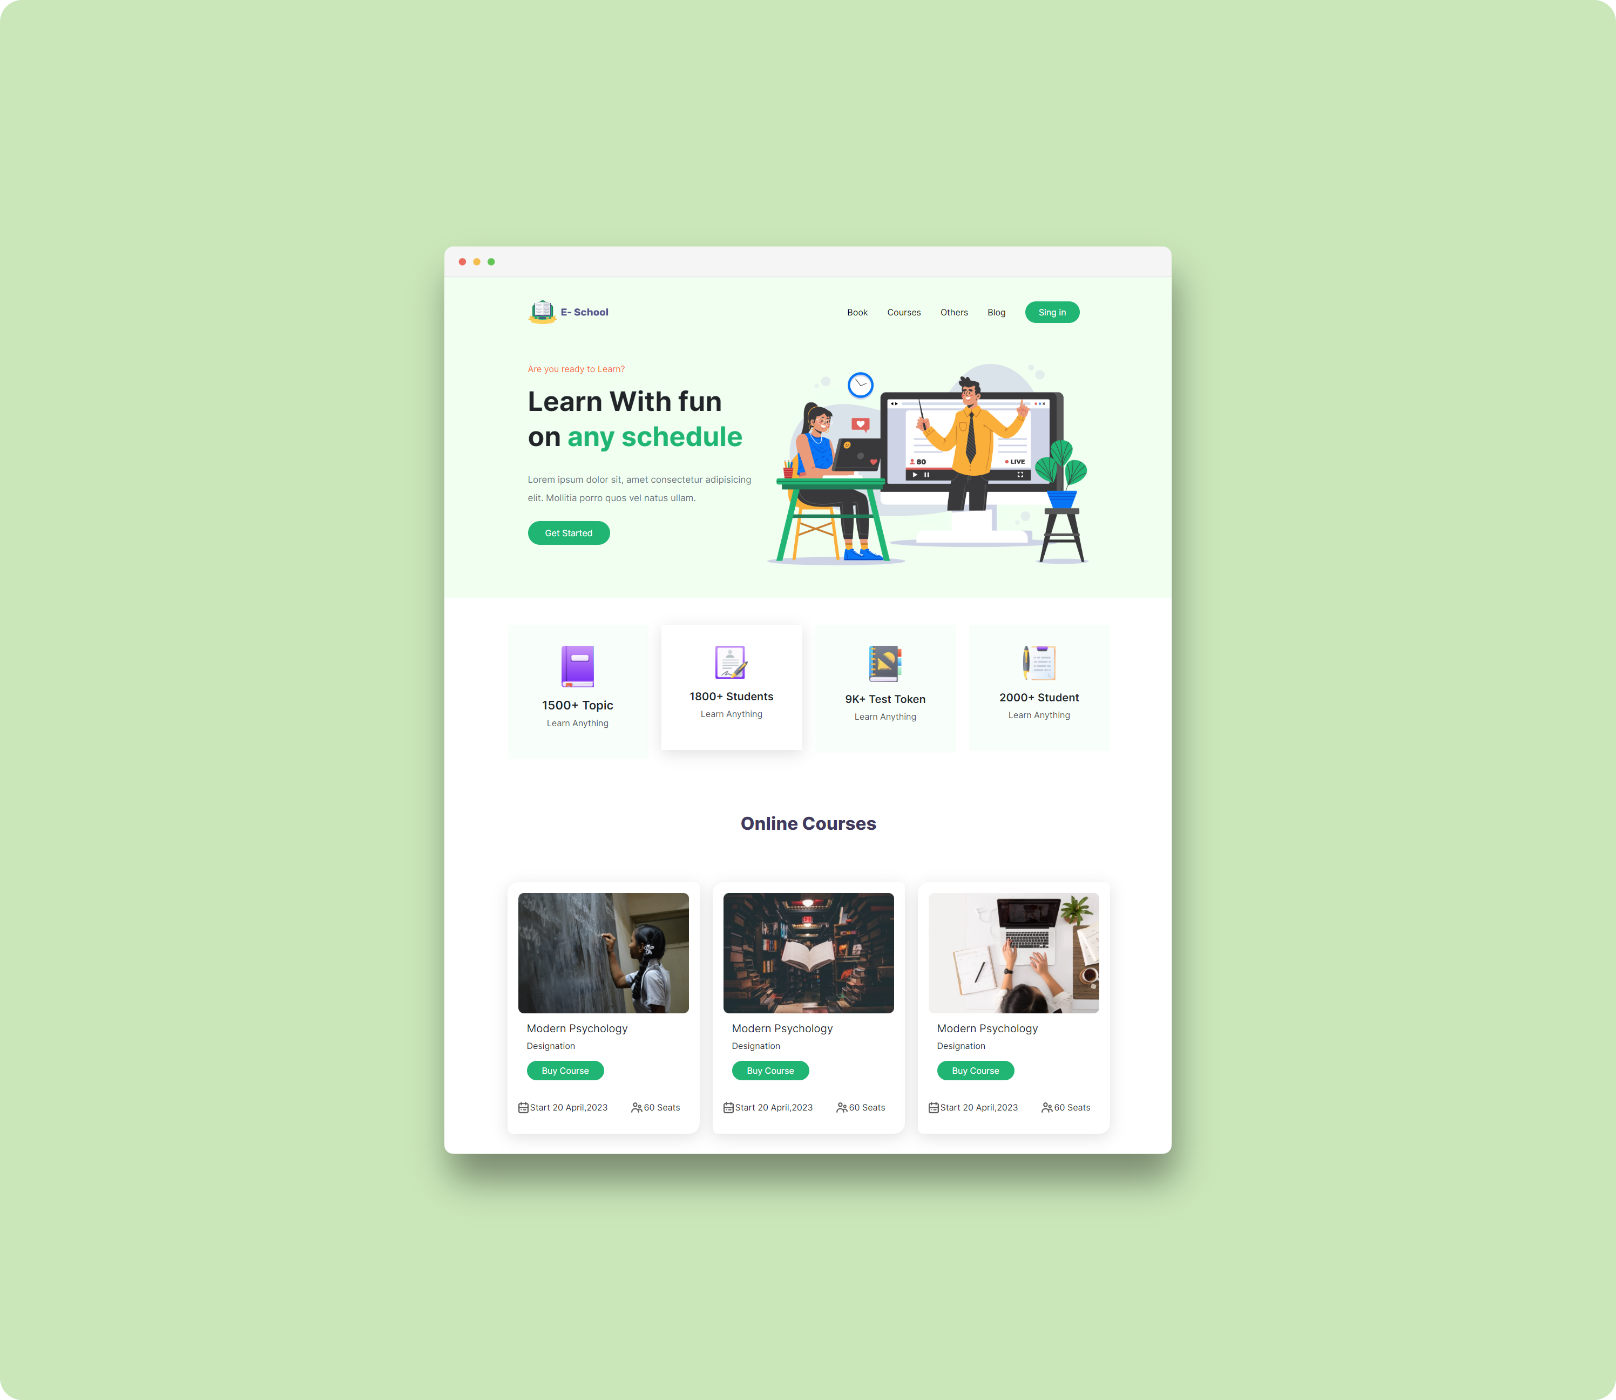 E- School
Book
Courses
Others
Blog
Sing in
Are you ready to Learn?
Learn With fun
on any schedule
Lorem ipsum dolor sit, amet consectetur adipisicing
elit. Mollitia porro quos vel natus ullam.
Get Started
80
LIVE
1500+ Topic
Learn Anything
1800+ Students
Learn Anything
9K+ Test Token
Learn Anything
2000+ Student
Learn Anything
Online Courses
Modern Psychology
Designation
Buy Course
Start 20 April,2023
60 Seats
Modern Psychology
Designation
Buy Course
Start 20 April,2023
60 Seats
Modern Psychology
Designation
Buy Course
Start 20 April,2023
60 Seats